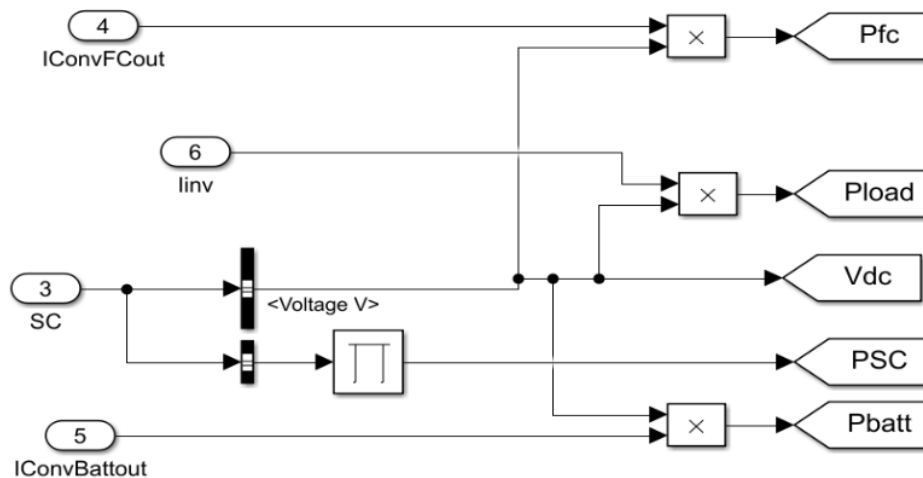 4
IConvFCout
Pfc
6
Iinv
Pload
3
SC
<Voltage V>
Vdc
PSC
5
IConvBattout
Pbatt